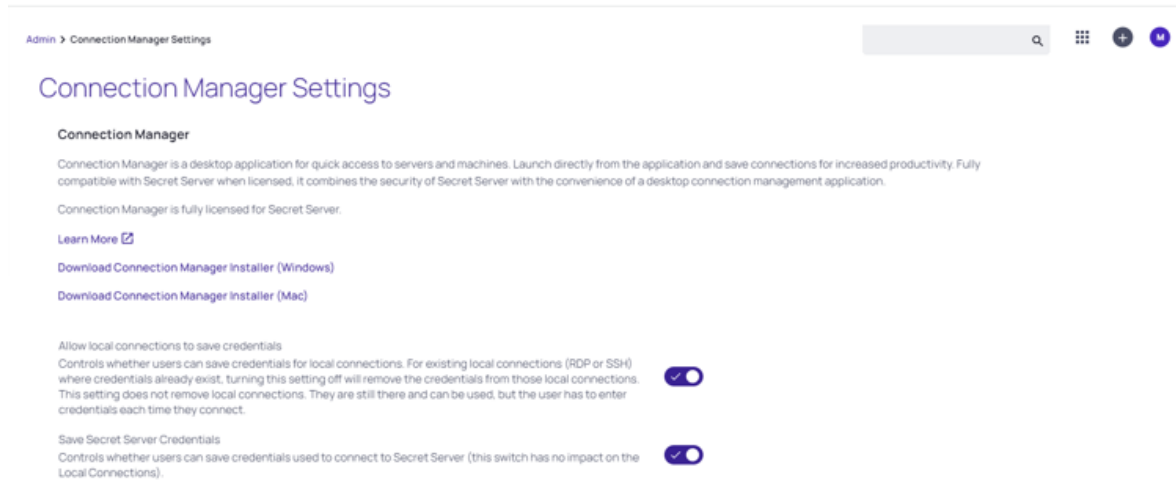 Admin > Connection Manager Settings
M
Connection Manager Settings
Connection Manager
Connection Manager is a desktop application for quick access to servers and machines. Launch directly from the application and save connections for increased productivity. Fully
compatible with Secret Server when licensed, it combines the security of Secret Server with the convenience of a desktop connection management application.
Connection Manager is fully licensed for Secret Server.
Learn More
Download Connection Manager Installer (Windows)
Download Connection Manager Installer (Mac)
Allow local connections to save credentials
Controls whether users can save credentials for local connections. For existing local connections (RDP or SSH)
where credentials already exist, turning this setting off will remove the credentials from those local connections.
This setting does not remove local connections. They are still there and can be used, but the user has to enter
credentials each time they connect.
Save Secret Server Credentials
Controls whether users can save credentials used to connect to Secret Server (this switch has no impact on the
Local Connections).